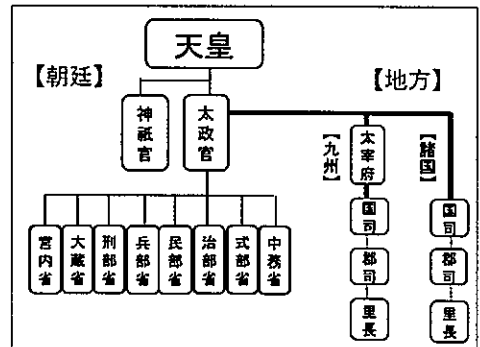 天皇
【朝廷】
【地方】
神祇官
太政官
【九州】
太宰府
【諸国】
国司
郡司
里長
国司
郡司
里長
宮内省
大蔵省
刑部省
兵部省
民部省
治部省
式部省
中務省